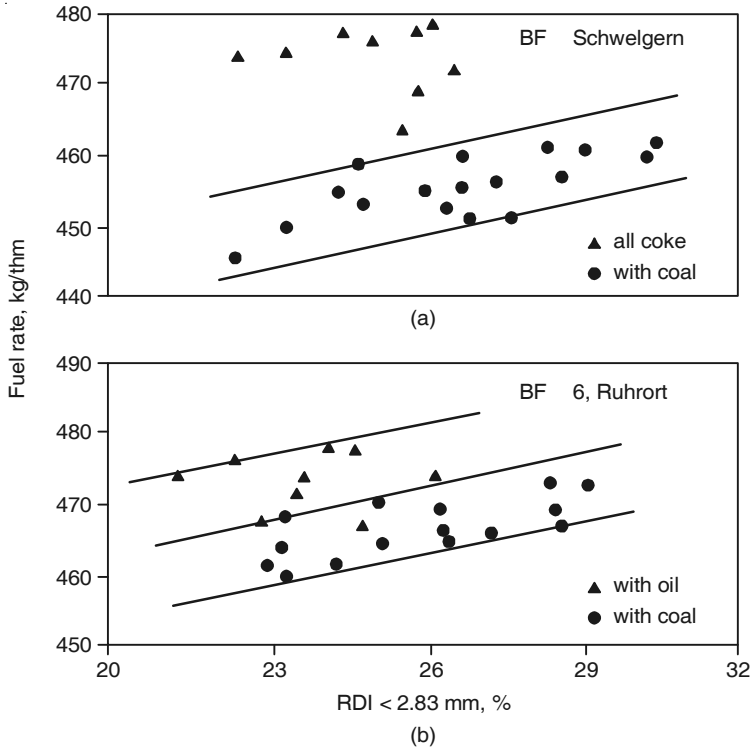 480
BF Schwelgern
470
460
450
▲ all coke
● with coal
440
(a)
Fuel rate, kg/thm
490
BF 6, Ruhrort
480
470
460
▲ with oil
● with coal
450
20 23 26 29 32
RDI < 2.83 mm, %
(b)